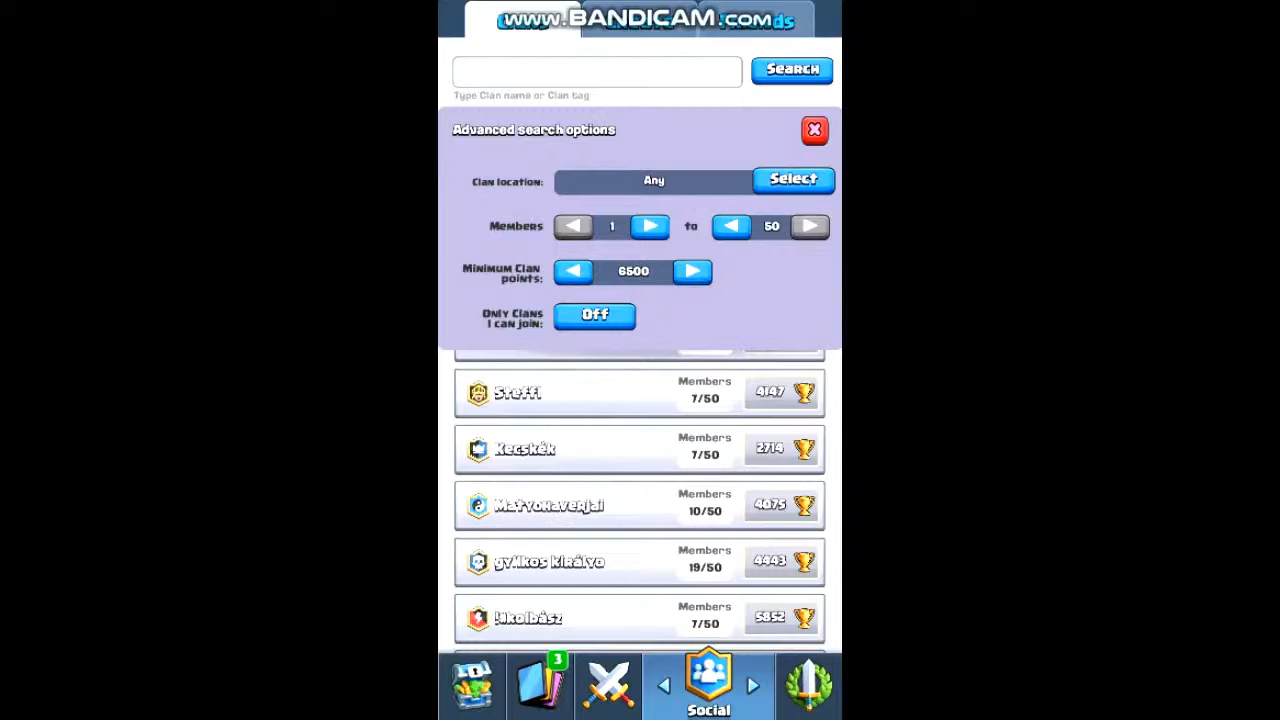 www.BANDICAM.com
Search
Type Clan name or Clan tag
Advanced search options
Clan location: Any Select
Members 1 to 50
Minimum Clan points: 6500
Only Clans I can join: Off
Steffl Members 7/50 4147
Kecskék Members 7/50 2714
Matyohaverjai Members 10/50 4075
Members 19/50 4443
Members 7/50 5852
3
Social